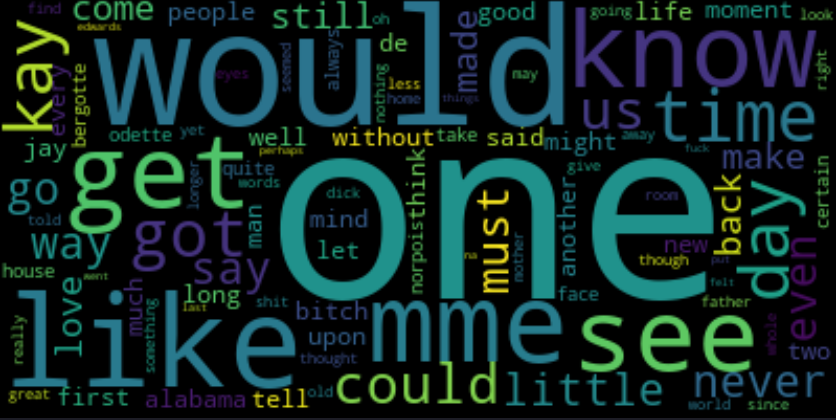 find come people still oh good going life moment look
edwards
kay every bergotte would eyes seemed always de nothing less home made things may know us time right
jay odette yet well perhaps without take said might away fuck make
go get quite words longer dick think norpois one give room certain
told way got man mind let must na mother another though new back put day even
house say felt
love much long shit bitch mme face father
really like something last went upon thought see whole two
great first alabama tell old could little never world since